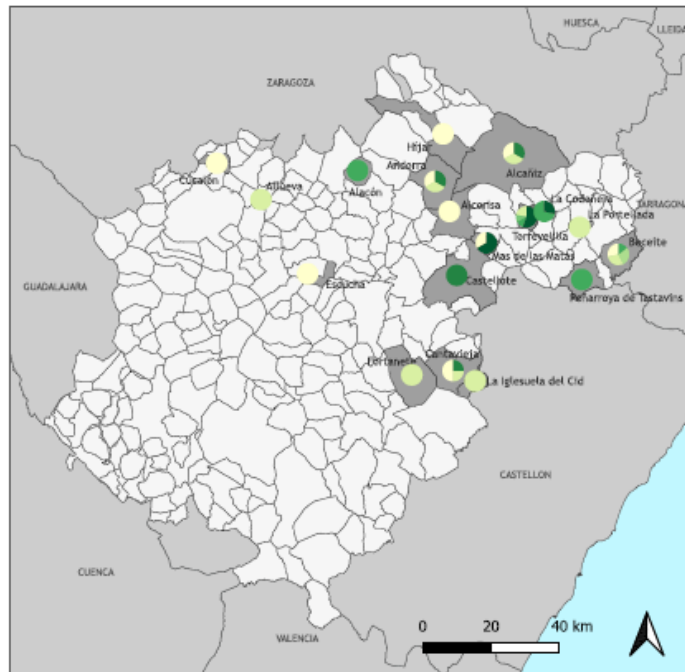 HUESCA
LLEIDA
ZARAGOZA
Híjar
Alcañiz
Cucalón
Andorra
Allueva
Alacón
TARRAGONA
Alcorisa
La Codoñera
La Portellada
Torrevelilla
Beceite
Mas de las Matas
Escucha
Castellote
GUADALAJARA
Peñarroya de Tastavins
Fortanete
Cantavieja
La Iglesuela del Cid
CASTELLON
CUENCA
0 20 40 km
VALENCIA